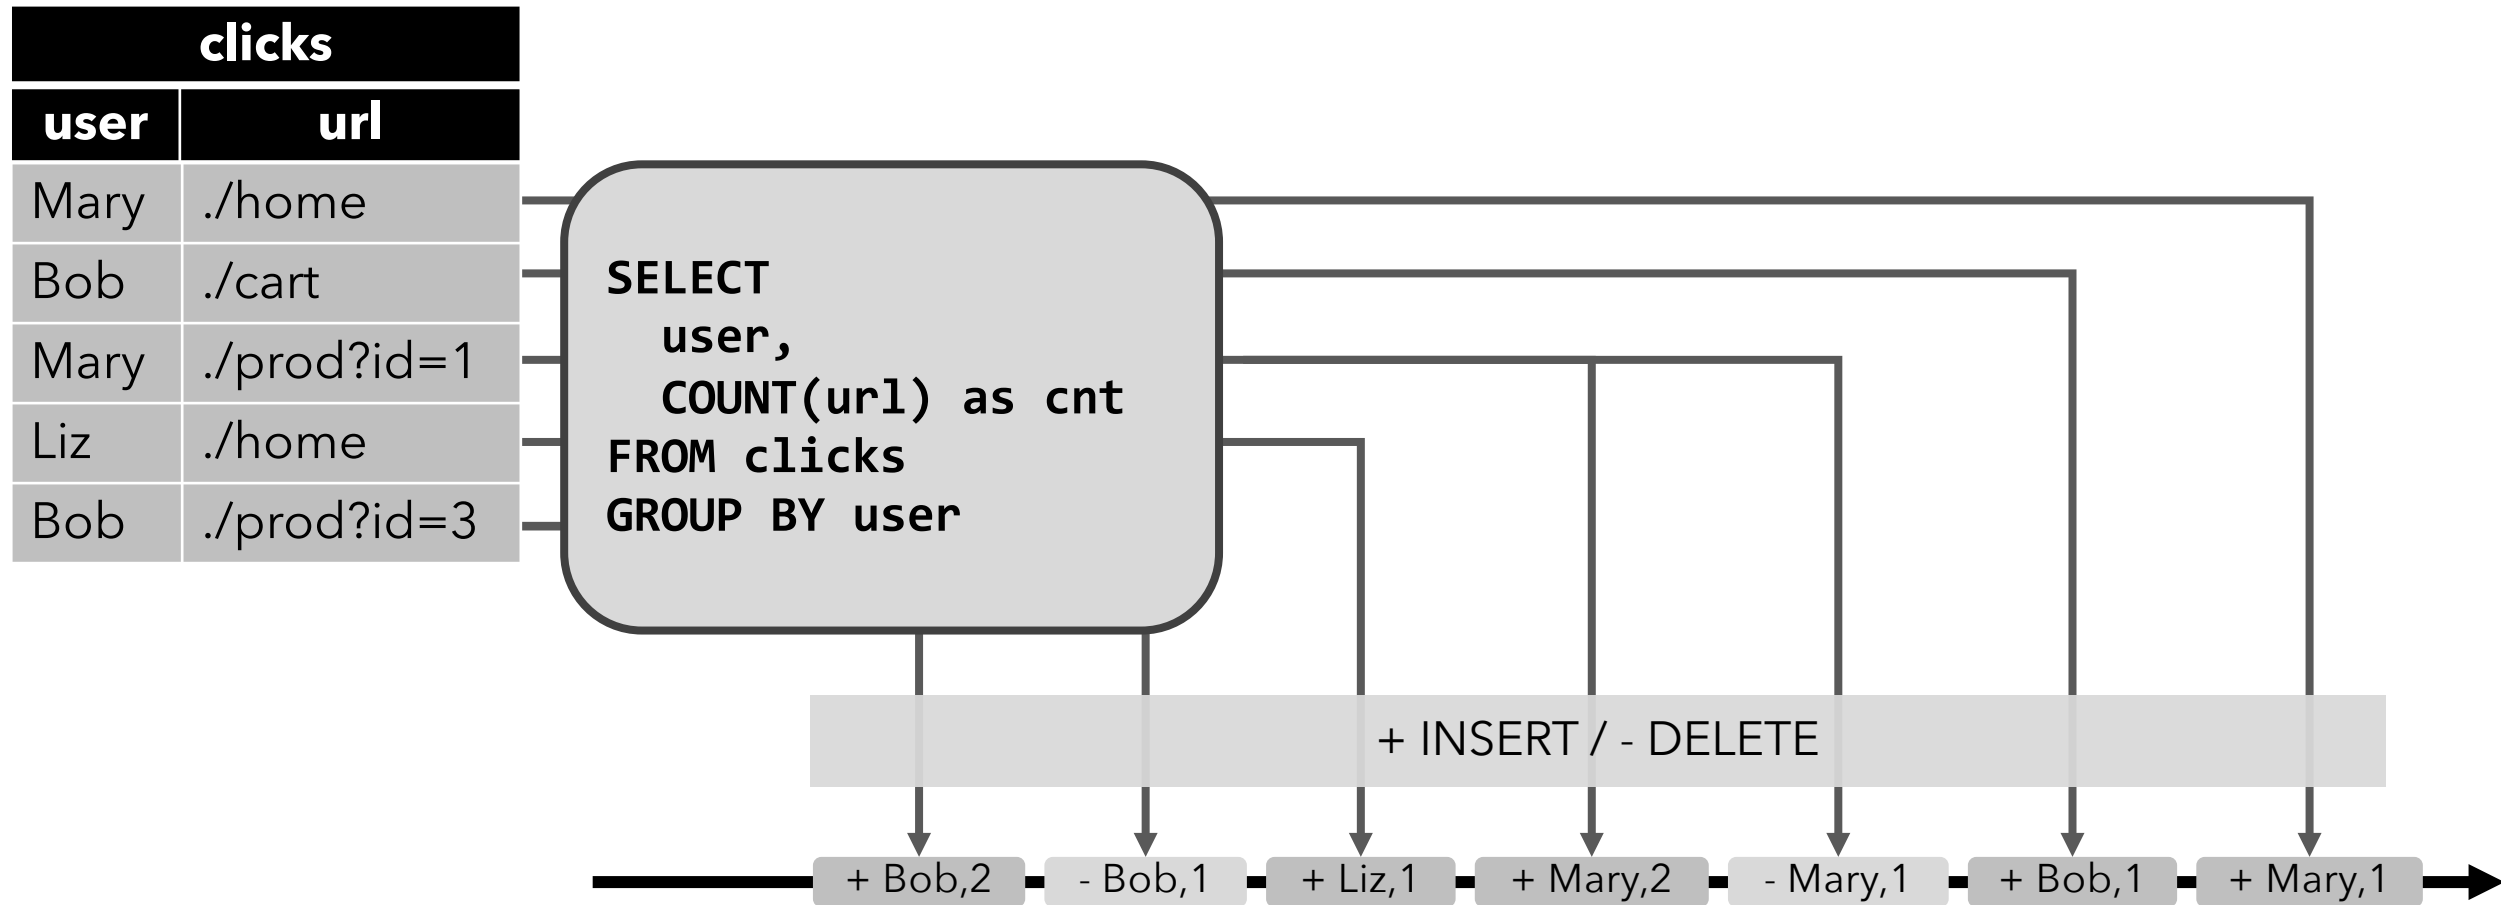 clicks
user url
Mary ./home
Bob ./cart
Mary ./prod?id=1
Liz ./home
Bob ./prod?id=3
SELECT
user,
COUNT(url) as cnt
FROM clicks
GROUP BY user
+ INSERT / - DELETE
+ Bob,2 - Bob,1 + Liz,1 + Mary,2 - Mary,1 + Bob,1 + Mary,1